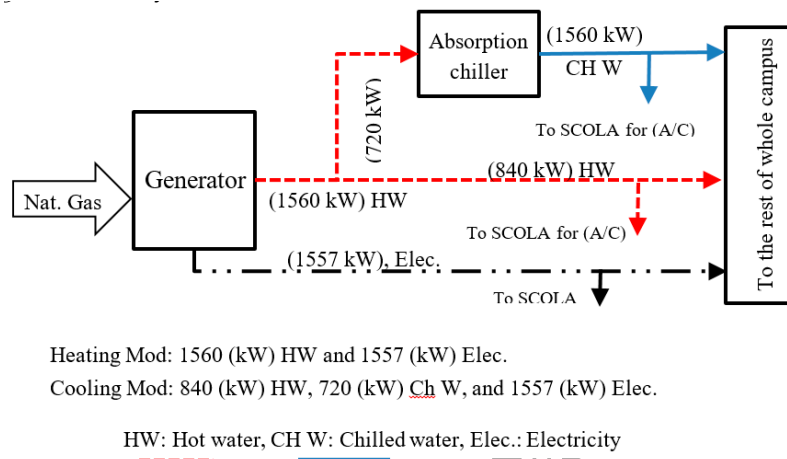 Absorption
chiller
(1560 kW)
CH W
To SCOLA for (A/C)
(720 kW)
Nat. Gas
Generator
(1560 kW) HW
(840 kW) HW
To SCOLA for (A/C)
(1557 kW), Elec.
To SCOLA
To the rest of whole campus
Heating Mod: 1560 (kW) HW and 1557 (kW) Elec.
Cooling Mod: 840 (kW) HW, 720 (kW) Ch W, and 1557 (kW) Elec.
HW: Hot water, CH W: Chilled water, Elec.: Electricity